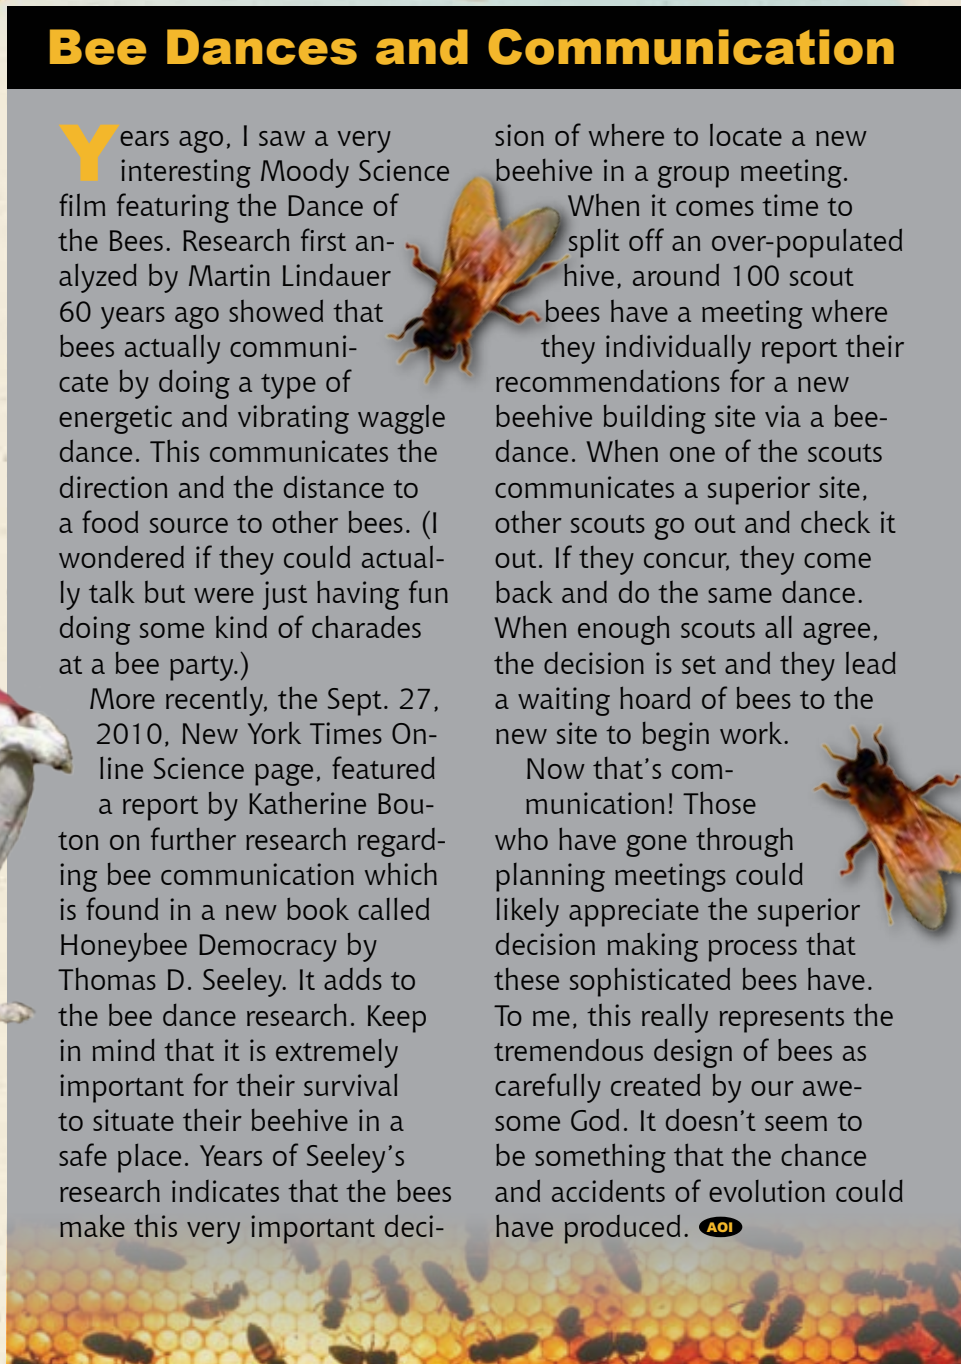 Bee Dances and Communication
Years ago, I saw a very
interesting Moody Science
film featuring the Dance of
the Bees. Research first an-
alyzed by Martin Lindauer
60 years ago showed that
bees actually communi-
cate by doing a type of
energetic and vibrating waggle
dance. This communicates the
direction and the distance to
a food source to other bees. (I
wondered if they could actual-
ly talk but were just having fun
doing some kind of charades
at a bee party.)
More recently, the Sept. 27,
2010, New York Times On-
line Science page, featured
a report by Katherine Bou-
ton on further research regard-
ing bee communication which
is found in a new book called
Honeybee Democracy by
Thomas D. Seeley. It adds to
the bee dance research. Keep
in mind that it is extremely
important for their survival
to situate their beehive in a
safe place. Years of Seeley's
research indicates that the bees
make this very important deci-
sion of where to locate a new
beehive in a group meeting.
When it comes time to
split off an over-populated
hive, around 100 scout
bees have a meeting where
they individually report their
recommendations for a new
beehive building site via a bee-
dance. When one of the scouts
communicates a superior site,
other scouts go out and check it
out. If they concur, they come
back and do the same dance.
When enough scouts all agree,
the decision is set and they lead
a waiting hoard of bees to the
new site to begin work.
Now that's com-
munication! Those
who have gone through
planning meetings could
likely appreciate the superior
decision making process that
these sophisticated bees have.
To me, this really represents the
tremendous design of bees as
carefully created by our awe-
some God. It doesn't seem to
be something that the chance
and accidents of evolution could
have produced. AOI